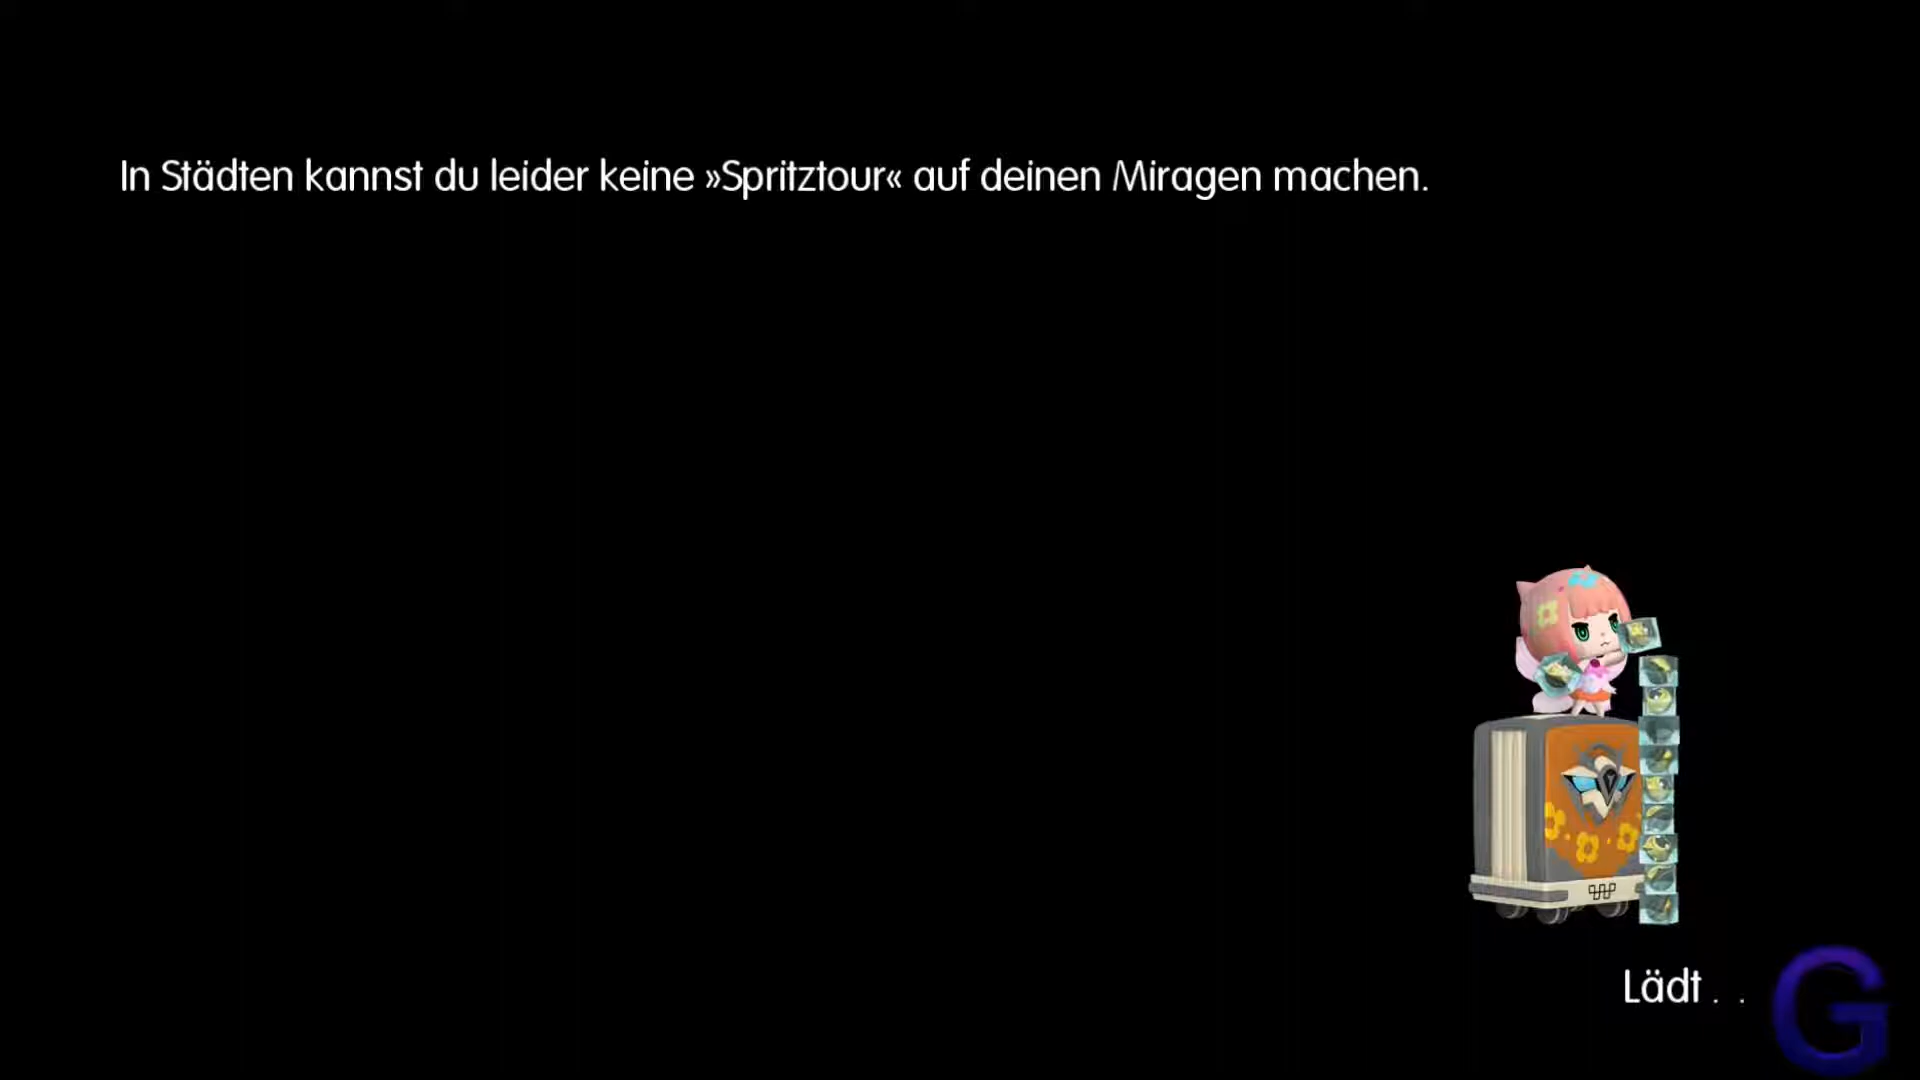 In Städten kannst du leider keine »Spritztour« auf deinen Miragen machen.
Lädt . .
G